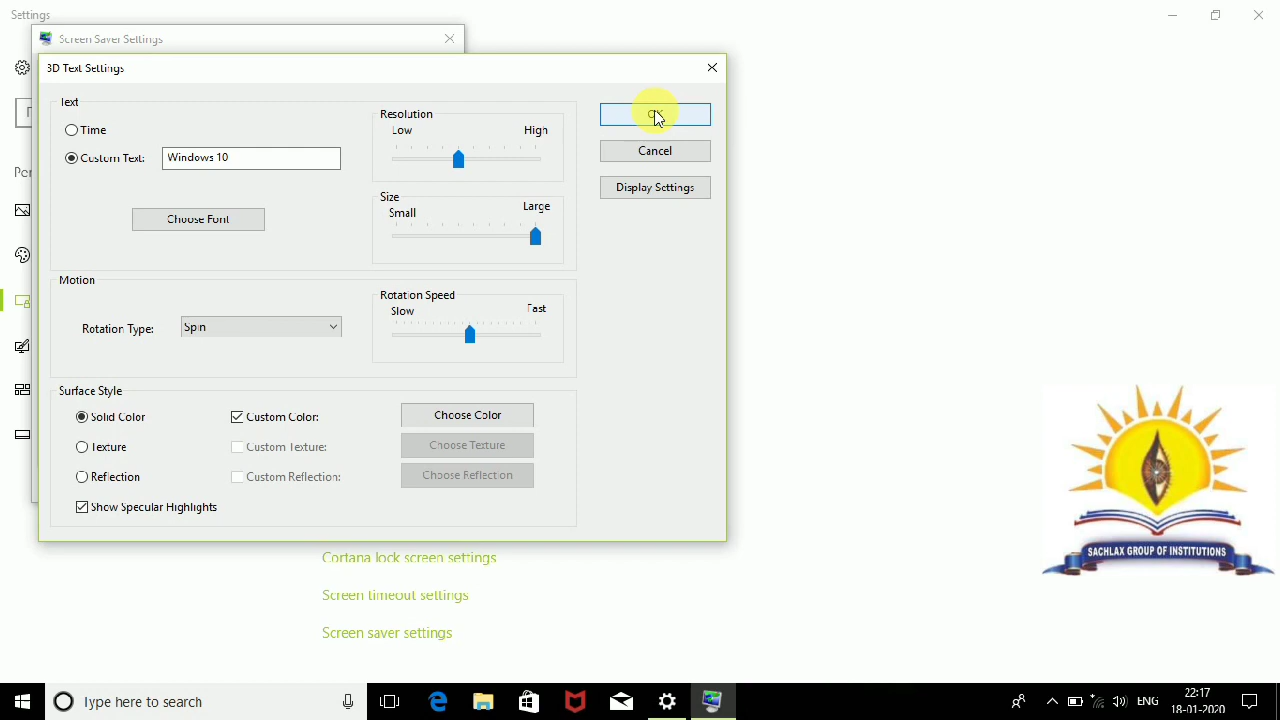 Settings
Screen Saver Settings
3D Text Settings
Text
Time
Custom Text:
Windows 10
Choose Font
Resolution
Low
High
Size
Small
Large
OK
Cancel
Display Settings
Motion
Rotation Type:
Spin
Rotation Speed
Slow
Fast
Surface Style
Solid Color
Custom Color:
Choose Color
Texture
Custom Texture:
Choose Texture
Reflection
Custom Reflection:
Choose Reflection
Show Specular Highlights
Cortana lock screen settings
Screen timeout settings
Screen saver settings
SACHLAX GROUP OF INSTITUTIONS
Type here to search
ENG
22:17
18-01-2020